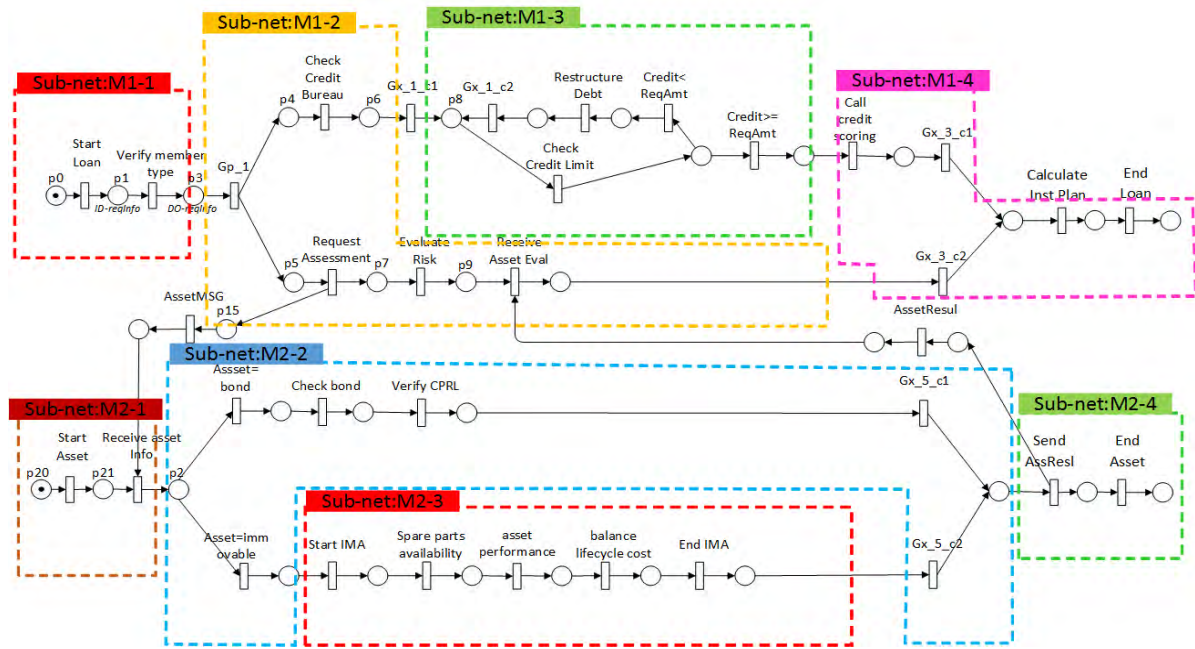 Sub-net:M1-2
Sub-net:M1-3
Sub-net:M1-1
Sub-net:M1-4
Check
Credit
Bureau
p4
p6
Gx_1_c1
p8
Gx_1_c2
Restructure
Debt
Credit<
ReqAmt
Credit>=
ReqAmt
Check
Credit Limit
Call
credit
scoring
Gx_3_c1
Start
Loan
Verify member
type
p0
p1
p3
Gp_1
ID-reqInfo
DO-reqInfo
Calculate
Inst Plan
End
Loan
Request
Assessment
Evaluate
Risk
Receive
Asset Eval
p5
p7
p9
Gx_3_c2
AssetMSG
p15
AssetResul
Sub-net:M2-2
Assset=
bond
Check bond
Verify CPRL
Gx_5_c1
Sub-net:M2-1
Sub-net:M2-4
Start
Asset
Receive asset
Info
p20
p21
p2
Send
AssResl
End
Asset
Sub-net:M2-3
Asset=imm
ovable
Start IMA
Spare parts
availability
asset
performance
balance
lifecycle cost
End IMA
Gx_5_c2